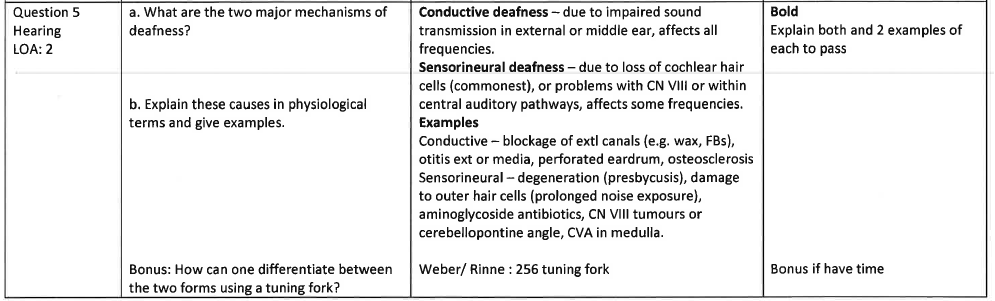 Question 5
Hearing
LOA: 2
a. What are the two major mechanisms of
deafness?
b. Explain these causes in physiological
terms and give examples.
Bonus: How can one differentiate between
the two forms using a tuning fork?
Conductive deafness – due to impaired sound
transmission in external or middle ear, affects all
frequencies.
Sensorineural deafness – due to loss of cochlear hair
cells (commonest), or problems with CN VIII or within
central auditory pathways, affects some frequencies.
Examples
Conductive – blockage of extl canals (e.g. wax, FBs),
otitis ext or media, perforated eardrum, osteosclerosis
Sensorineural – degeneration (presbycusis), damage
to outer hair cells (prolonged noise exposure),
aminoglycoside antibiotics, CN VIII tumours or
cerebellopontine angle, CVA in medulla.
Weber/ Rinne : 256 tuning fork
Bold
Explain both and 2 examples of
each to pass
Bonus if have time